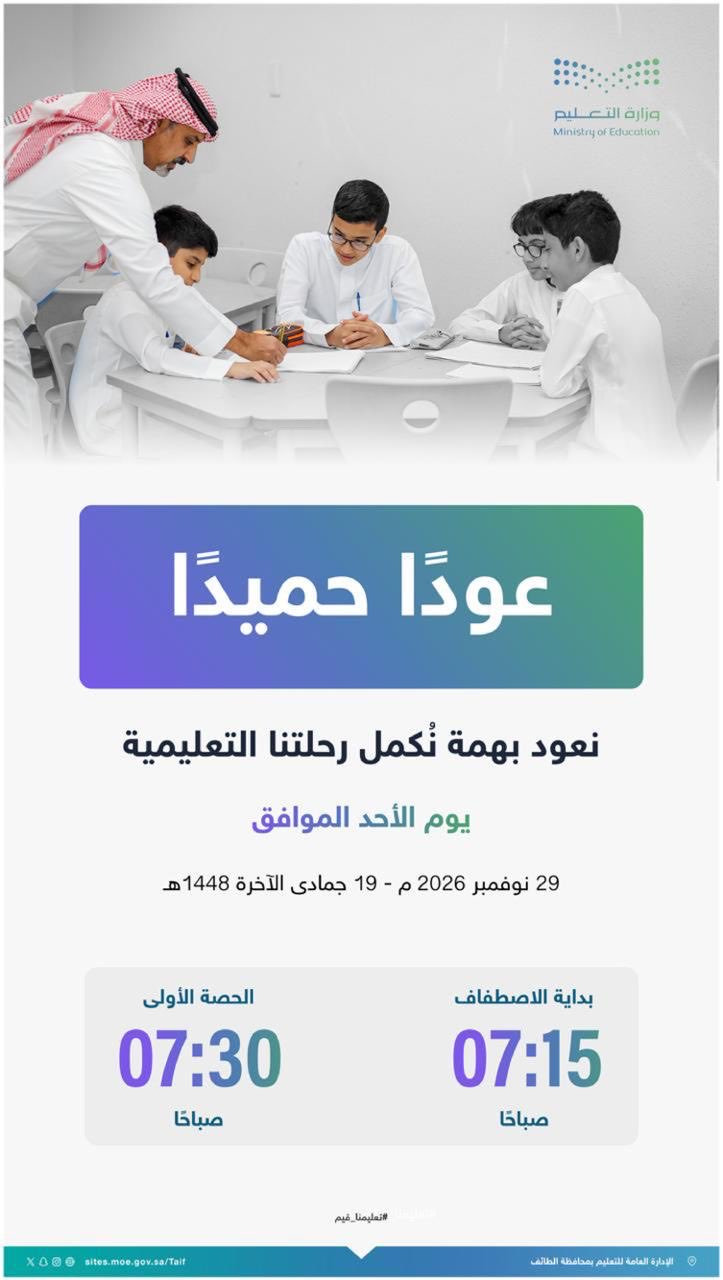 وزارة التعليم
Ministry of Education
عودًا حميدًا
نعود بهمة نُكمل رحلتنا التعليمية
يوم الأحد الموافق
29 نوفمبر 2026 م - 19 جمادى الآخرة 1448هـ
بداية الاصطفاف
07:15
صباحًا
الحصة الأولى
07:30
صباحًا
#تعليمنا_قيم
الإدارة العامة للتعليم بمحافظة الطائف
sites.moe.gov.sa/Taif